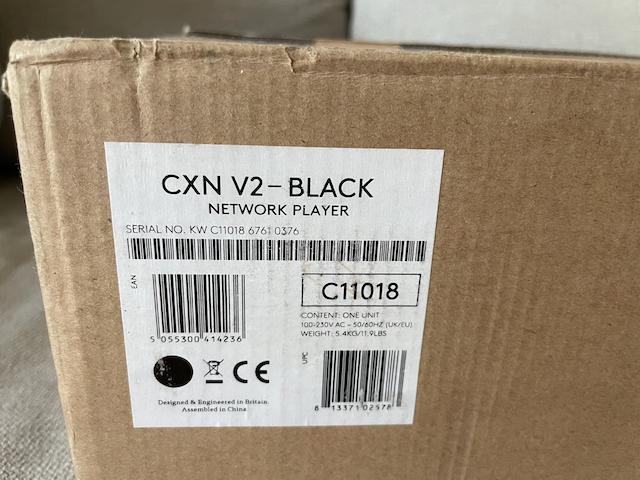 CXN V2-BLACK
NETWORK PLAYER
SERIAL NO. KW C11018 6761 0376
EAN
5 055300 414236
C11018
CONTENT: ONE UNIT
100-230V AC ~ 50/60HZ (UK/EU)
WEIGHT: 5.4KG/11.9LBS
CE
UPC
8 13371 02578
Designed & Engineered in Britain.
Assembled in China.